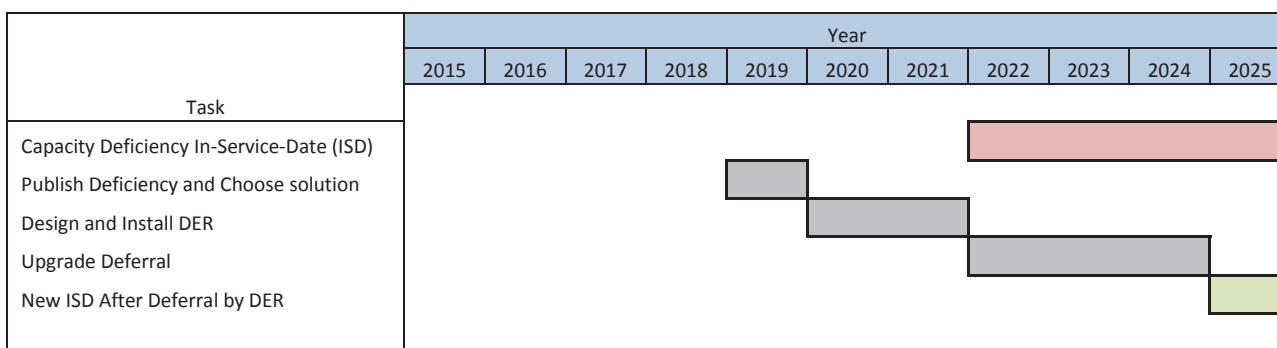 Year
2015 2016 2017 2018 2019 2020 2021 2022 2023 2024 2025
Task
Capacity Deficiency In-Service-Date (ISD)
Publish Deficiency and Choose solution
Design and Install DER
Upgrade Deferral
New ISD After Deferral by DER